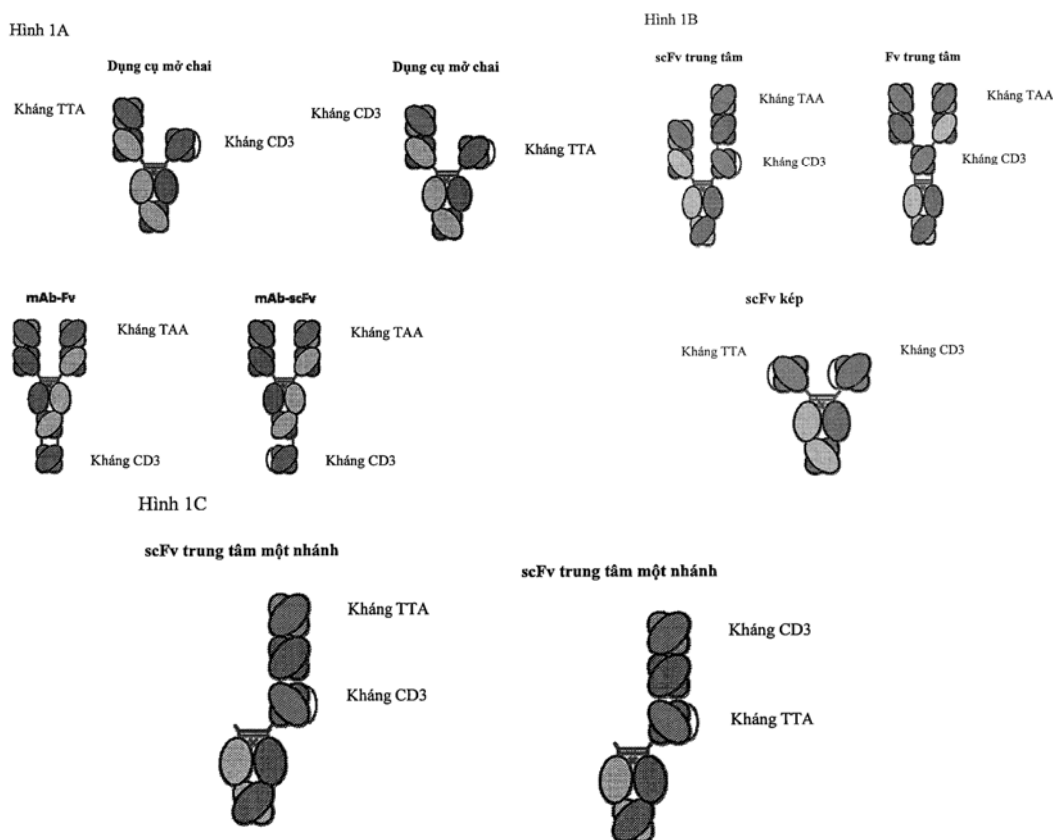 Hình 1A
Dụng cụ mở chai
Kháng TTA
Kháng CD3
Dụng cụ mở chai
Kháng CD3
Kháng TTA
mAb-Fv
Kháng TAA
Kháng CD3
mAb-scFv
Kháng TAA
Kháng CD3
Hình 1B
scFv trung tâm
Kháng TAA
Kháng CD3
Fv trung tâm
Kháng TAA
Kháng CD3
scFv kép
Kháng TTA
Kháng CD3
Hình 1C
scFv trung tâm một nhánh
Kháng TTA
Kháng CD3
scFv trung tâm một nhánh
Kháng CD3
Kháng TTA